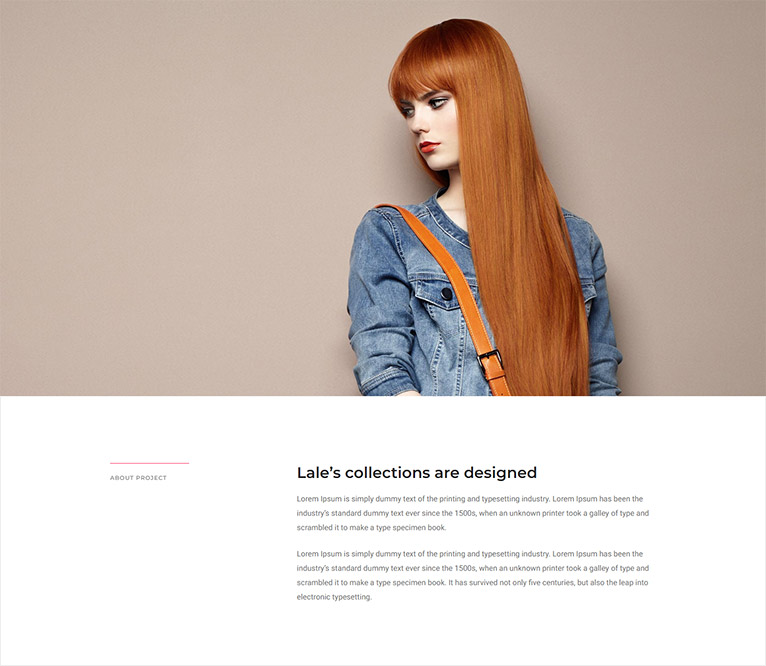 ABOUT PROJECT
Lale’s collections are designed
Lorem Ipsum is simply dummy text of the printing and typesetting industry. Lorem Ipsum has been the
industry’s standard dummy text ever since the 1500s, when an unknown printer took a galley of type and
scrambled it to make a type specimen book.
Lorem Ipsum is simply dummy text of the printing and typesetting industry. Lorem Ipsum has been the
industry’s standard dummy text ever since the 1500s, when an unknown printer took a galley of type and
scrambled it to make a type specimen book. It has survived not only five centuries, but also the leap into
electronic typesetting.